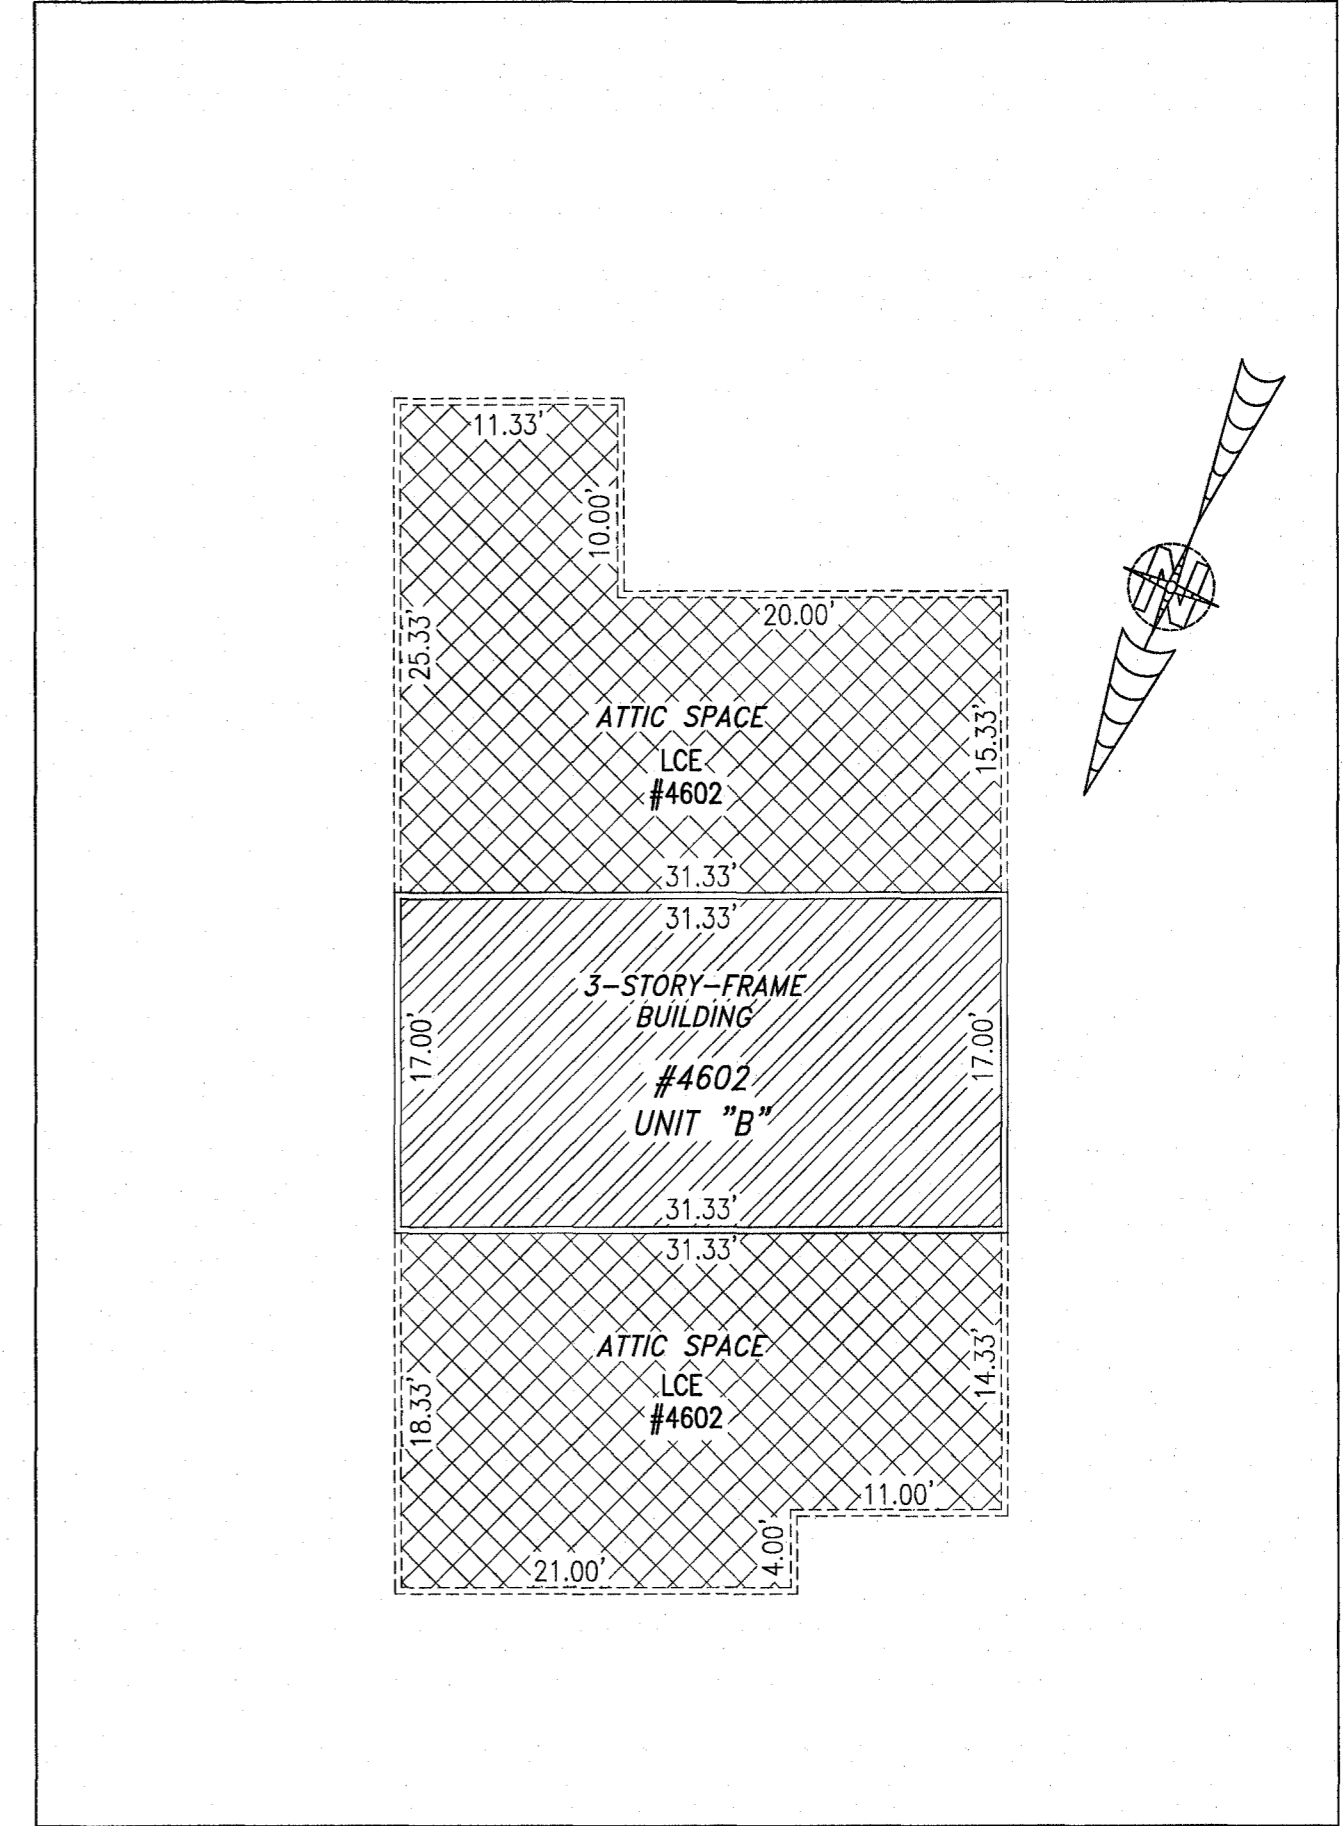 11.33'
10.00'
20.00'
25.33'
ATTIC SPACE
15.33'
LCE
#4602
31.33'
31.33'
3-STORY-FRAME
BUILDING
17.00'
17.00'
#4602
UNIT "B"
31.33'
31.33'
ATTIC SPACE
14.33'
LCE
#4602
18.33'
11.00'
4.00'
21.00'
N